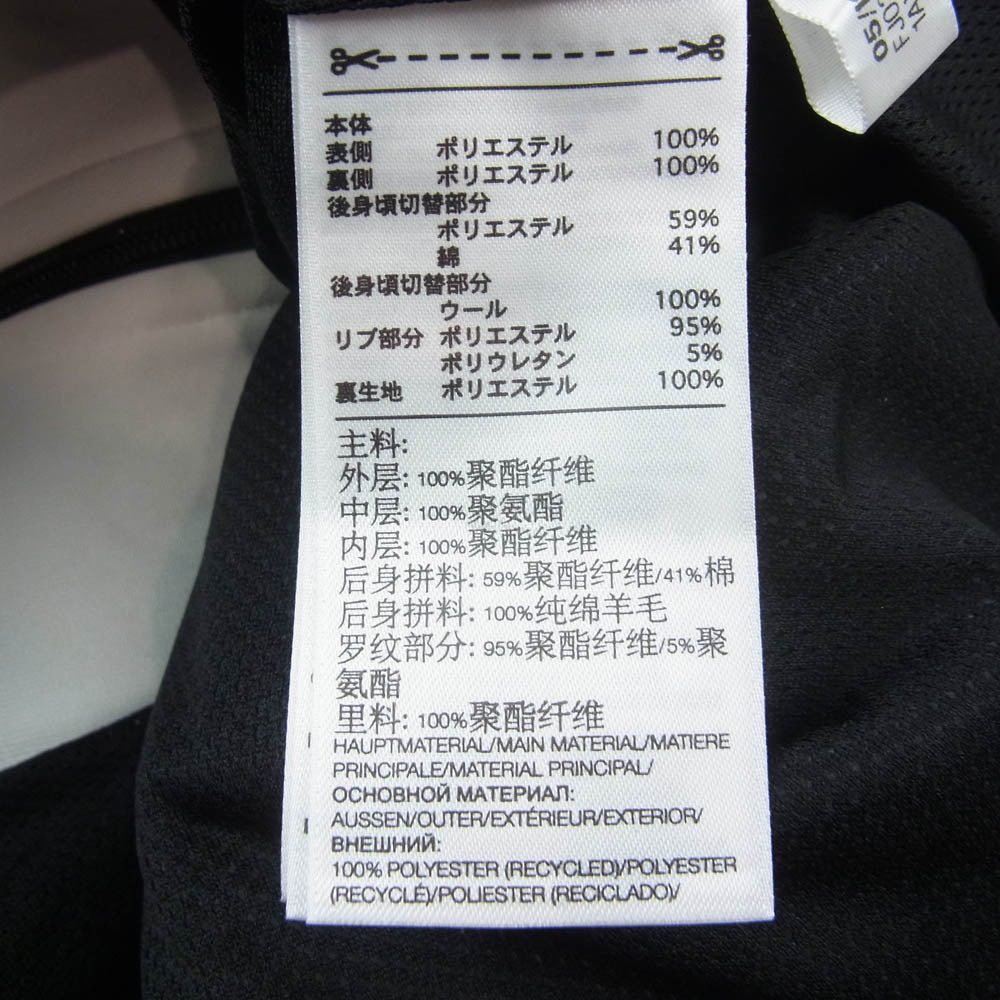 本体
表側 ポリエステル 100%
裏側 ポリエステル 100%
後身頃切替部分
ポリエステル 59%
綿 41%
後身頃切替部分
ウール 100%
リブ部分 ポリエステル 95%
ポリウレタン 5%
裏生地 ポリエステル 100%
主料:
外层: 100%聚酯纤维
中层: 100%聚氨酯
内层: 100%聚酯纤维
后身拼料: 59%聚酯纤维/41%棉
后身拼料: 100%纯绵羊毛
罗纹部分: 95%聚酯纤维/5%聚
氨酯
里料: 100%聚酯纤维
HAUPTMATERIAL/MAIN MATERIAL/MATIERE
PRINCIPALE/MATERIAL PRINCIPAL/
ОСНОВНОЙ МАТЕРИАЛ:
AUSSEN/OUTER/EXTÉRIEUR/EXTERIOR/
ВНЕШНИЙ:
100% POLYESTER (RECYCLED)/POLYESTER
(RECYCLÉ)/POLIESTER (RECICLADO)/
05/